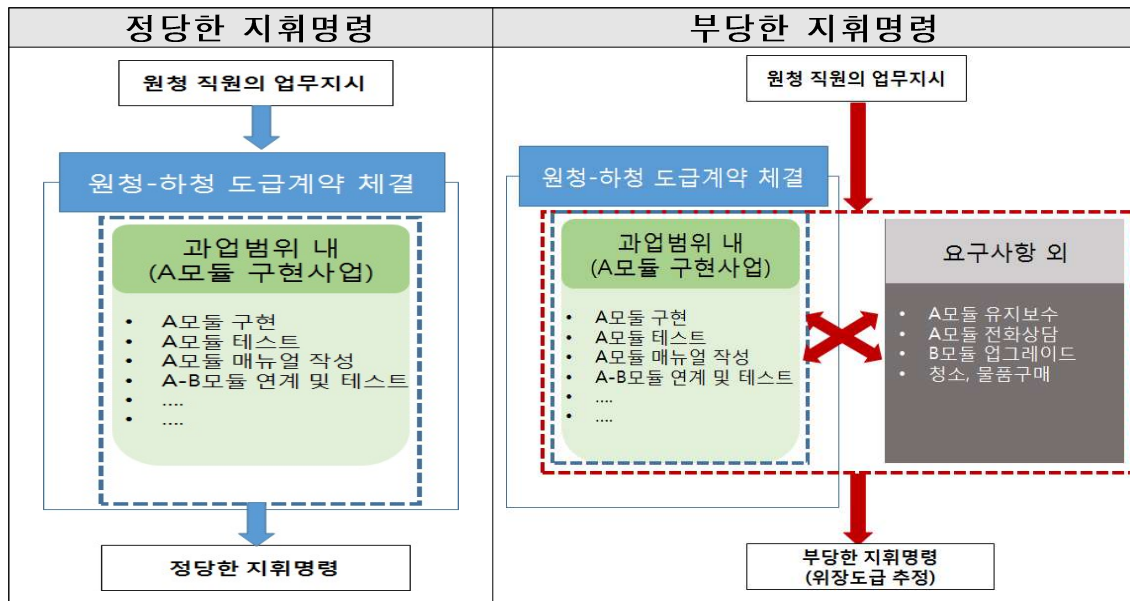 정당한 지휘명령
부당한 지휘명령
원청 직원의 업무지시
원청-하청 도급계약 체결
과업범위 내
(A모듈 구현사업)
• A모둘 구현
• A모듈 테스트
• A모듈 매뉴얼 작성
• A-B모듈 연계 및 테스트
• ....
• ....
정당한 지휘명령
원청 직원의 업무지시
원청-하청 도급계약 체결
과업범위 내
(A모듈 구현사업)
• A모둘 구현
• A모듈 테스트
• A모듈 매뉴얼 작성
• A-B모듈 연계 및 테스트
• ....
• ....
요구사항 외
• A모듈 유지보수
• A모듈 전화상담
• B모듈 업그레이드
• 청소, 물품구매
부당한 지휘명령
(위장도급 추정)